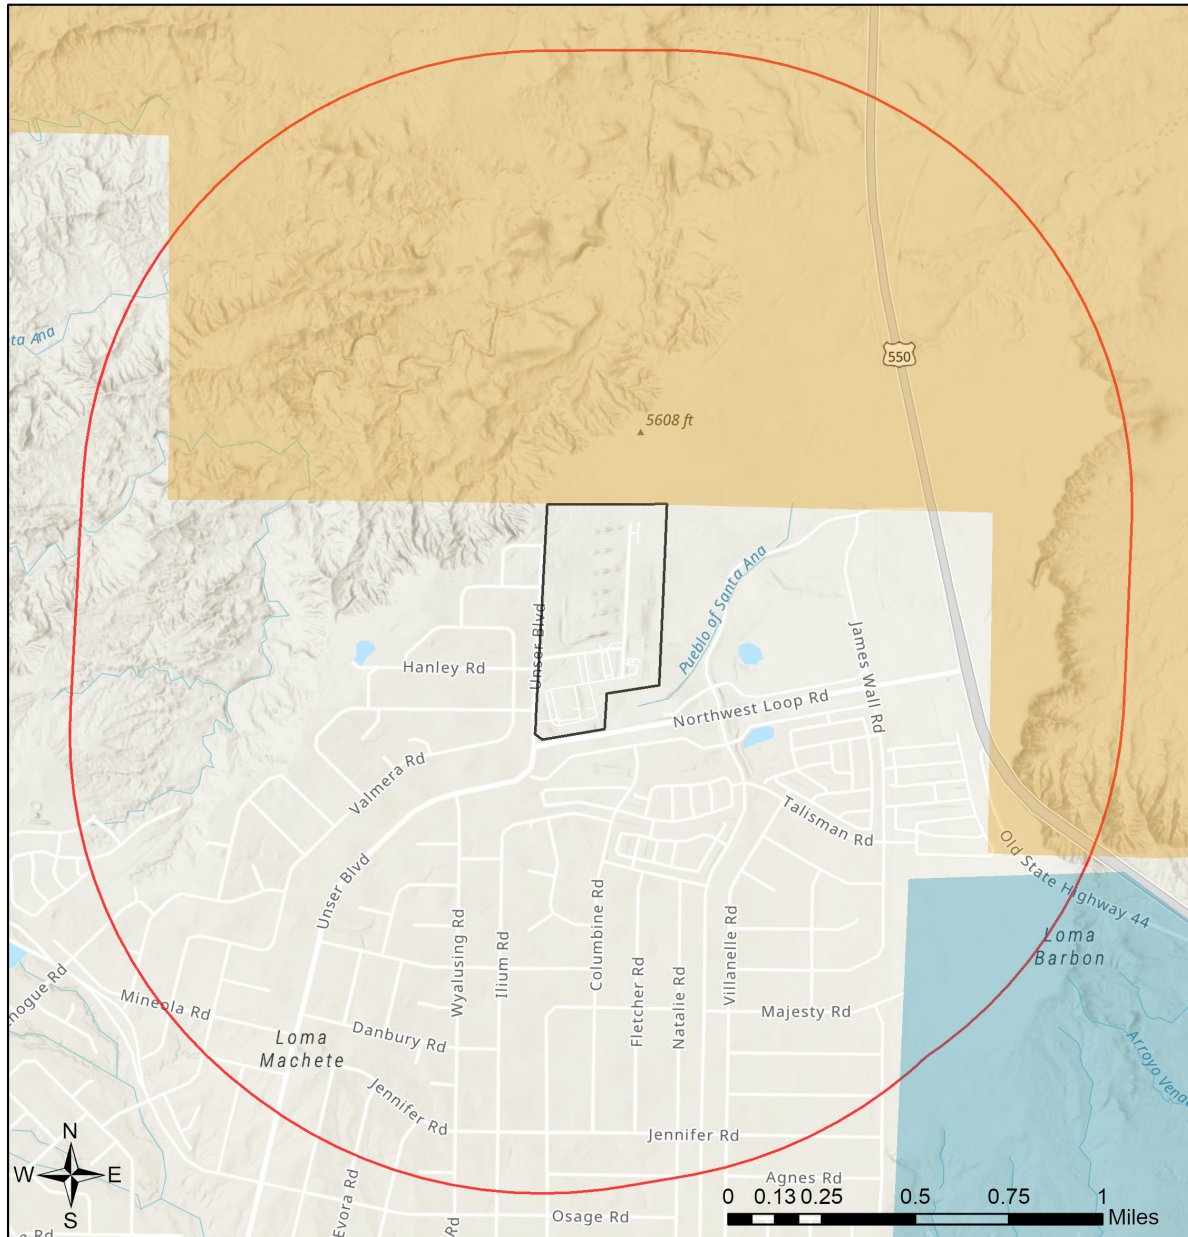 ta Ana
550
5608 ft
Pueblo of Santa Ana
Unser Blvd
Hanley Rd
James Wall Rd
Northwest Loop Rd
Valmera Rd
Talisman Rd
Old State Highway 44
Unser Blvd
Loma
Barbon
Wyalusing Rd
Ilium Rd
Columbine Rd
Fletcher Rd
Natalie Rd
Villanelle Rd
Mineola Rd
Majesty Rd
Danbury Rd
Loma
Machete
Jennifer Rd
Jennifer Rd
Agnes Rd
Evora Rd
Rd
Osage Rd
N
W E
S
0 0.13 0.25 0.5 0.75 1
Miles